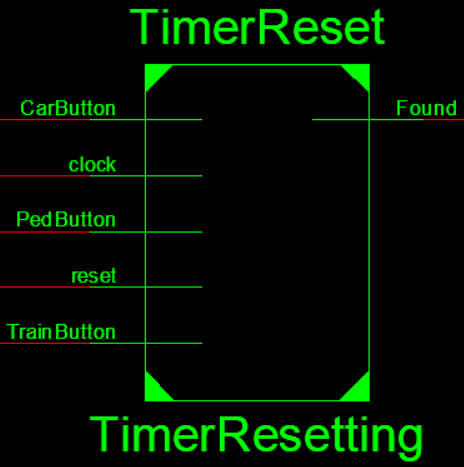 TimerReset
CarButton
Found
clock
PedButton
reset
TrainButton
TimerResetting